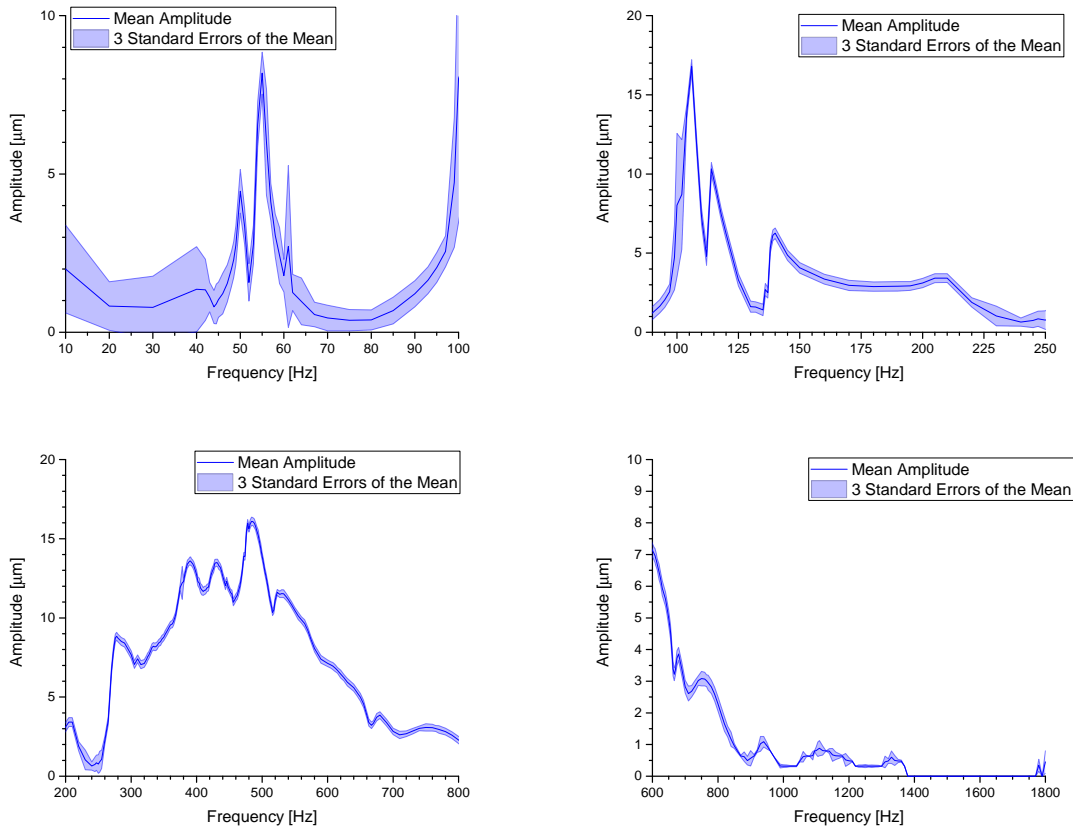 Mean Amplitude
3 Standard Errors of the Mean
10
8
6
4
2
0
Amplitude [µm]
10 20 30 40 50 60 70 80 90 100
Frequency [Hz]
Mean Amplitude
3 Standard Errors of the Mean
20
15
10
5
0
Amplitude [µm]
100 125 150 175 200 225 250
Frequency [Hz]
Mean Amplitude
3 Standard Errors of the Mean
20
15
10
5
0
Amplitude [µm]
200 300 400 500 600 700 800
Frequency [Hz]
Mean Amplitude
3 Standard Errors of the Mean
10
9
8
7
6
5
4
3
2
1
0
Amplitude [µm]
600 800 1000 1200 1400 1600 1800
Frequency [Hz]